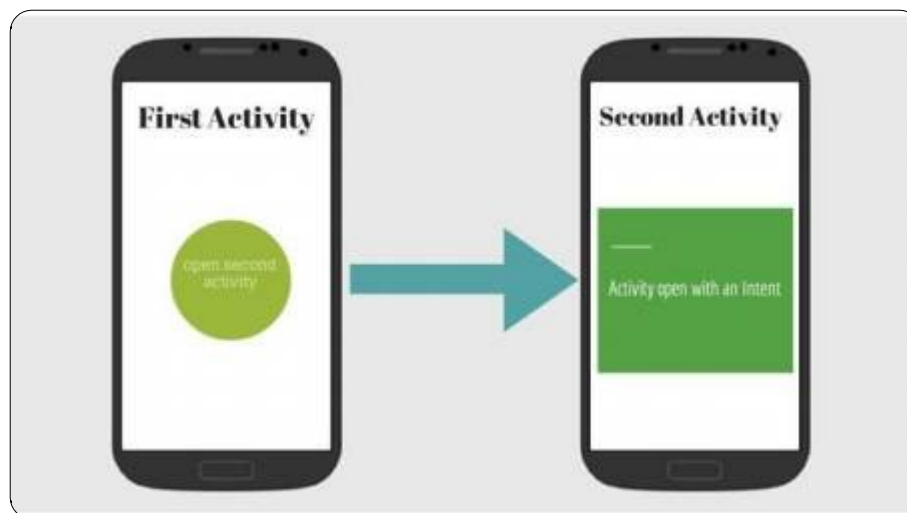 First Activity
open second
activity
Second Activity
Activity open with an Intent